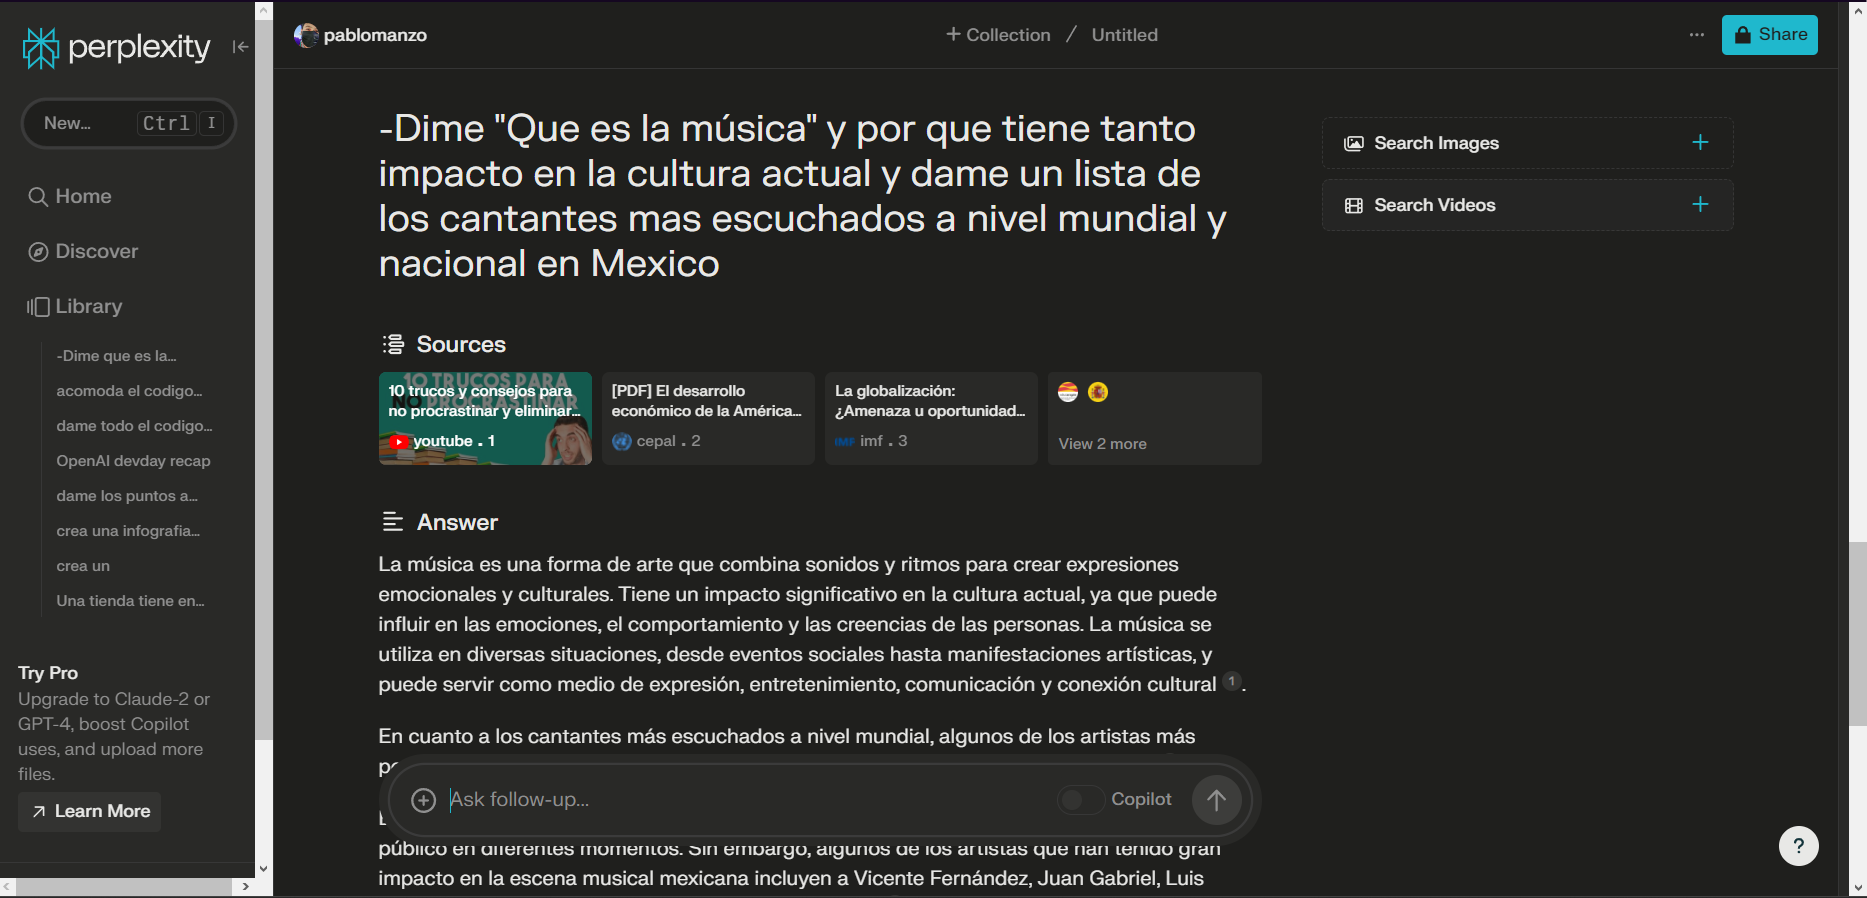 perplexity
New...
Ctrl I
Home
Discover
Library
-Dime que es la...
acomoda el codigo...
dame todo el codigo...
OpenAI devday recap
dame los puntos a...
crea una infografia...
crea un
Una tienda tiene en...
Try Pro
Upgrade to Claude-2 or
GPT-4, boost Copilot
uses, and upload more
files.
Learn More
pablomanzo
+ Collection / Untitled
Share
-Dime "Que es la música" y por que tiene tanto
impacto en la cultura actual y dame un lista de
los cantantes mas escuchados a nivel mundial y
nacional en Mexico
Sources
10 TRUCOS PARA
NO PROCRASTINAR
10 trucos y consejos para
no procrastinar y eliminar...
youtube . 1
[PDF] El desarrollo
económico de la América...
cepal . 2
La globalización:
¿Amenaza u oportunidad...
IMF imf . 3
View 2 more
Answer
La música es una forma de arte que combina sonidos y ritmos para crear expresiones
emocionales y culturales. Tiene un impacto significativo en la cultura actual, ya que puede
influir en las emociones, el comportamiento y las creencias de las personas. La música se
utiliza en diversas situaciones, desde eventos sociales hasta manifestaciones artísticas, y
puede servir como medio de expresión, entretenimiento, comunicación y conexión cultural 1 .
En cuanto a los cantantes más escuchados a nivel mundial, algunos de los artistas más
Ask follow-up...
Copilot
público en diferentes momentos. Sin embargo, algunos de los artistas que han tenido gran
impacto en la escena musical mexicana incluyen a Vicente Fernández, Juan Gabriel, Luis
Search Images
Search Videos
?